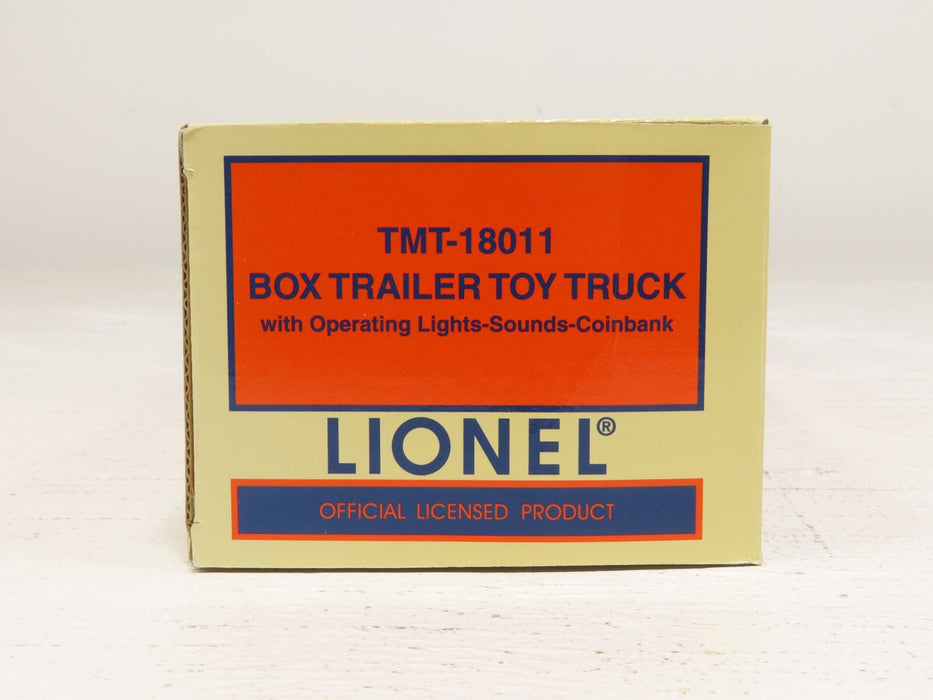 TMT-18011
BOX TRAILER TOY TRUCK
with Operating Lights-Sounds-Coinbank
LIONEL®
OFFICIAL LICENSED PRODUCT